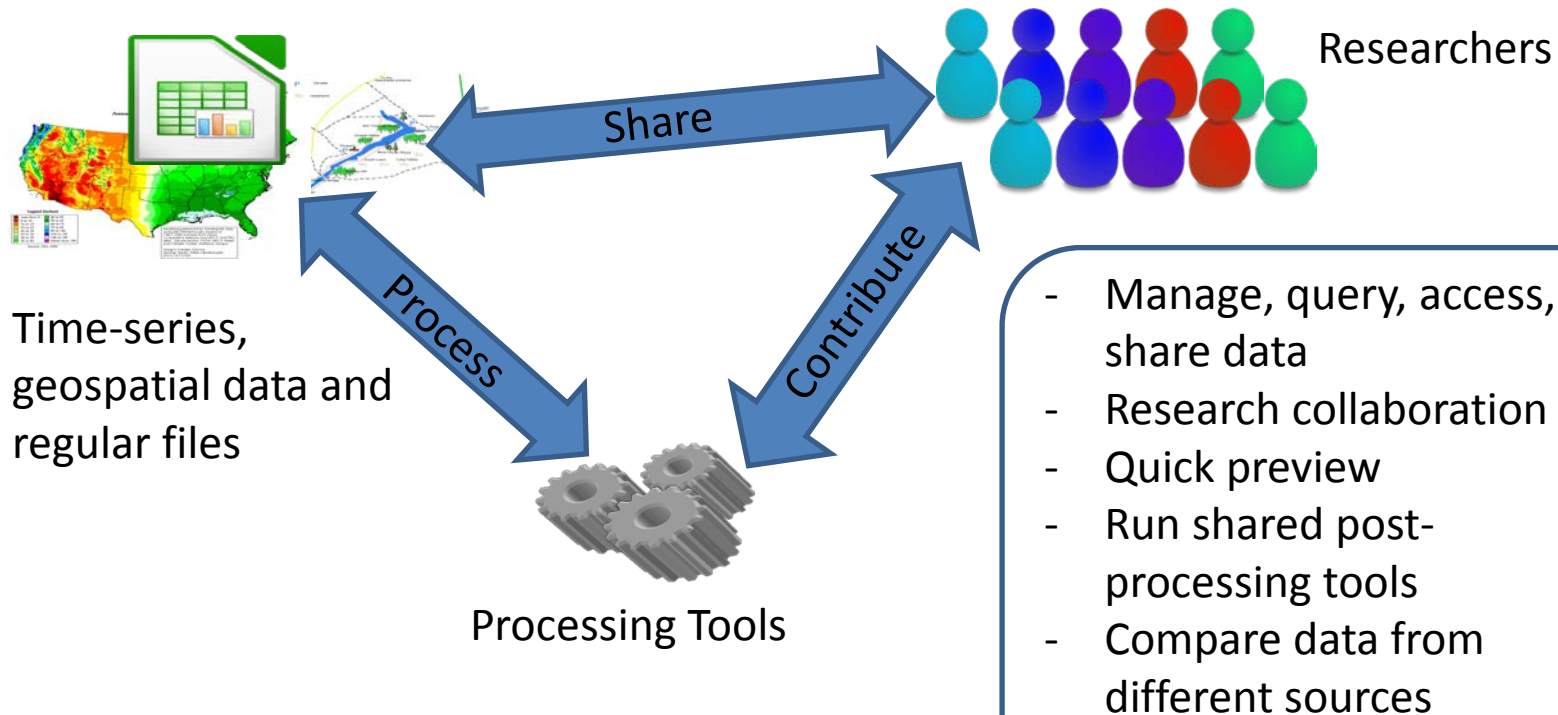 Researchers
Share
Process
Contribute
Time-series,
geospatial data and
regular files
Processing Tools
- Manage, query, access,
share data
- Research collaboration
- Quick preview
- Run shared post-
processing tools
- Compare data from
different sources